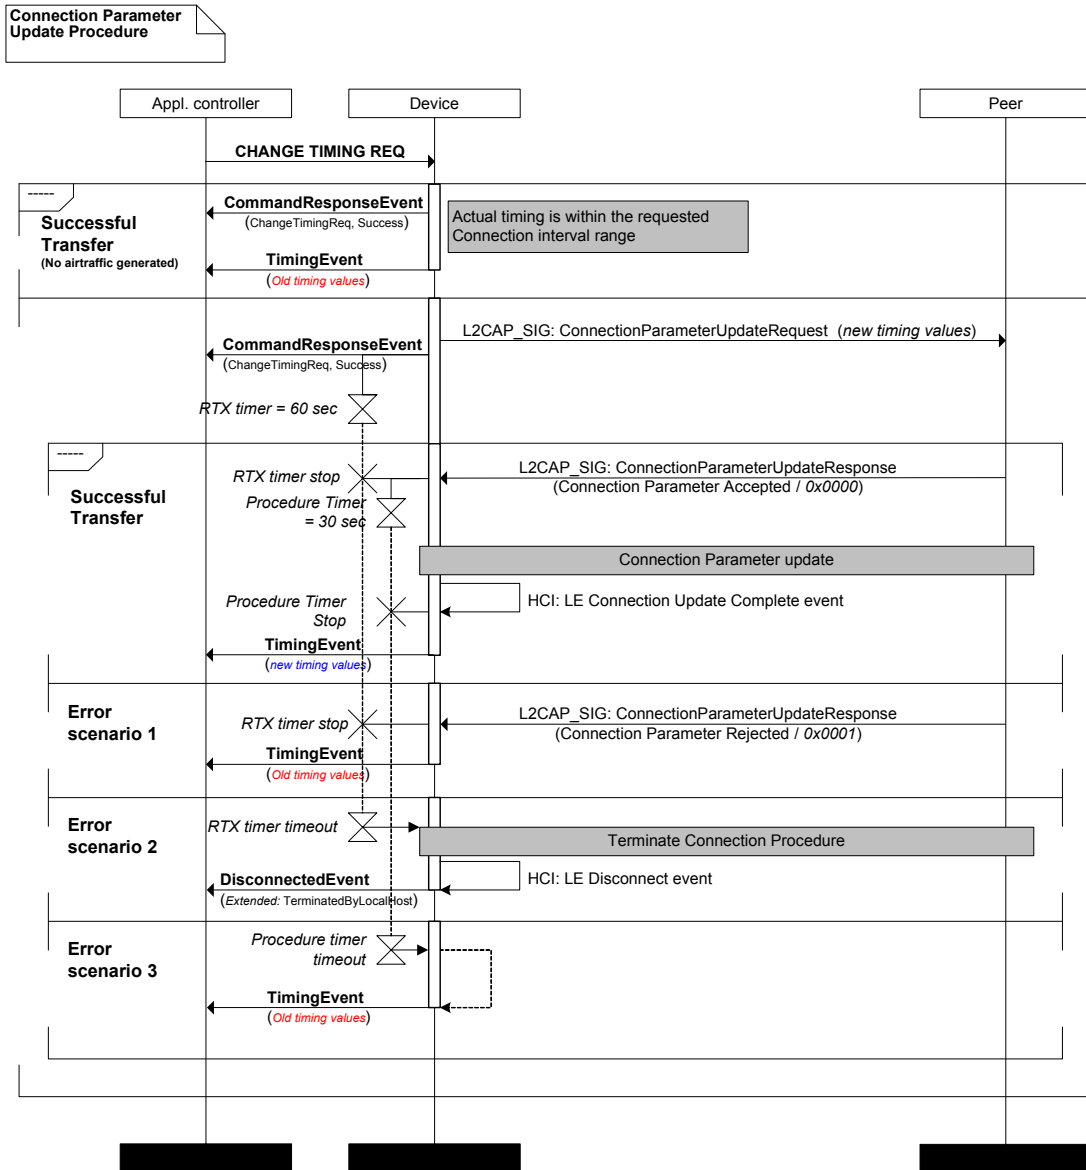 Connection Parameter
Update Procedure
Appl. controller
Device
Peer
CHANGE TIMING REQ
-----
Successful
Transfer
(No airtraffic generated)
CommandResponseEvent
(ChangeTimingReq, Success)
Actual timing is within the requested
Connection interval range
TimingEvent
(Old timing values)
L2CAP_SIG: ConnectionParameterUpdateRequest (new timing values)
CommandResponseEvent
(ChangeTimingReq, Success)
RTX timer = 60 sec
-----
Successful
Transfer
L2CAP_SIG: ConnectionParameterUpdateResponse
(Connection Parameter Accepted / 0x0000)
RTX timer stop
Procedure Timer
= 30 sec
Connection Parameter update
HCI: LE Connection Update Complete event
Procedure Timer
Stop
TimingEvent
(new timing values)
Error
scenario 1
L2CAP_SIG: ConnectionParameterUpdateResponse
(Connection Parameter Rejected / 0x0001)
RTX timer stop
TimingEvent
(Old timing values)
Error
scenario 2
RTX timer timeout
Terminate Connection Procedure
HCI: LE Disconnect event
DisconnectedEvent
(Extended: TerminatedByLocalHost)
Error
scenario 3
Procedure timer
timeout
TimingEvent
(Old timing values)